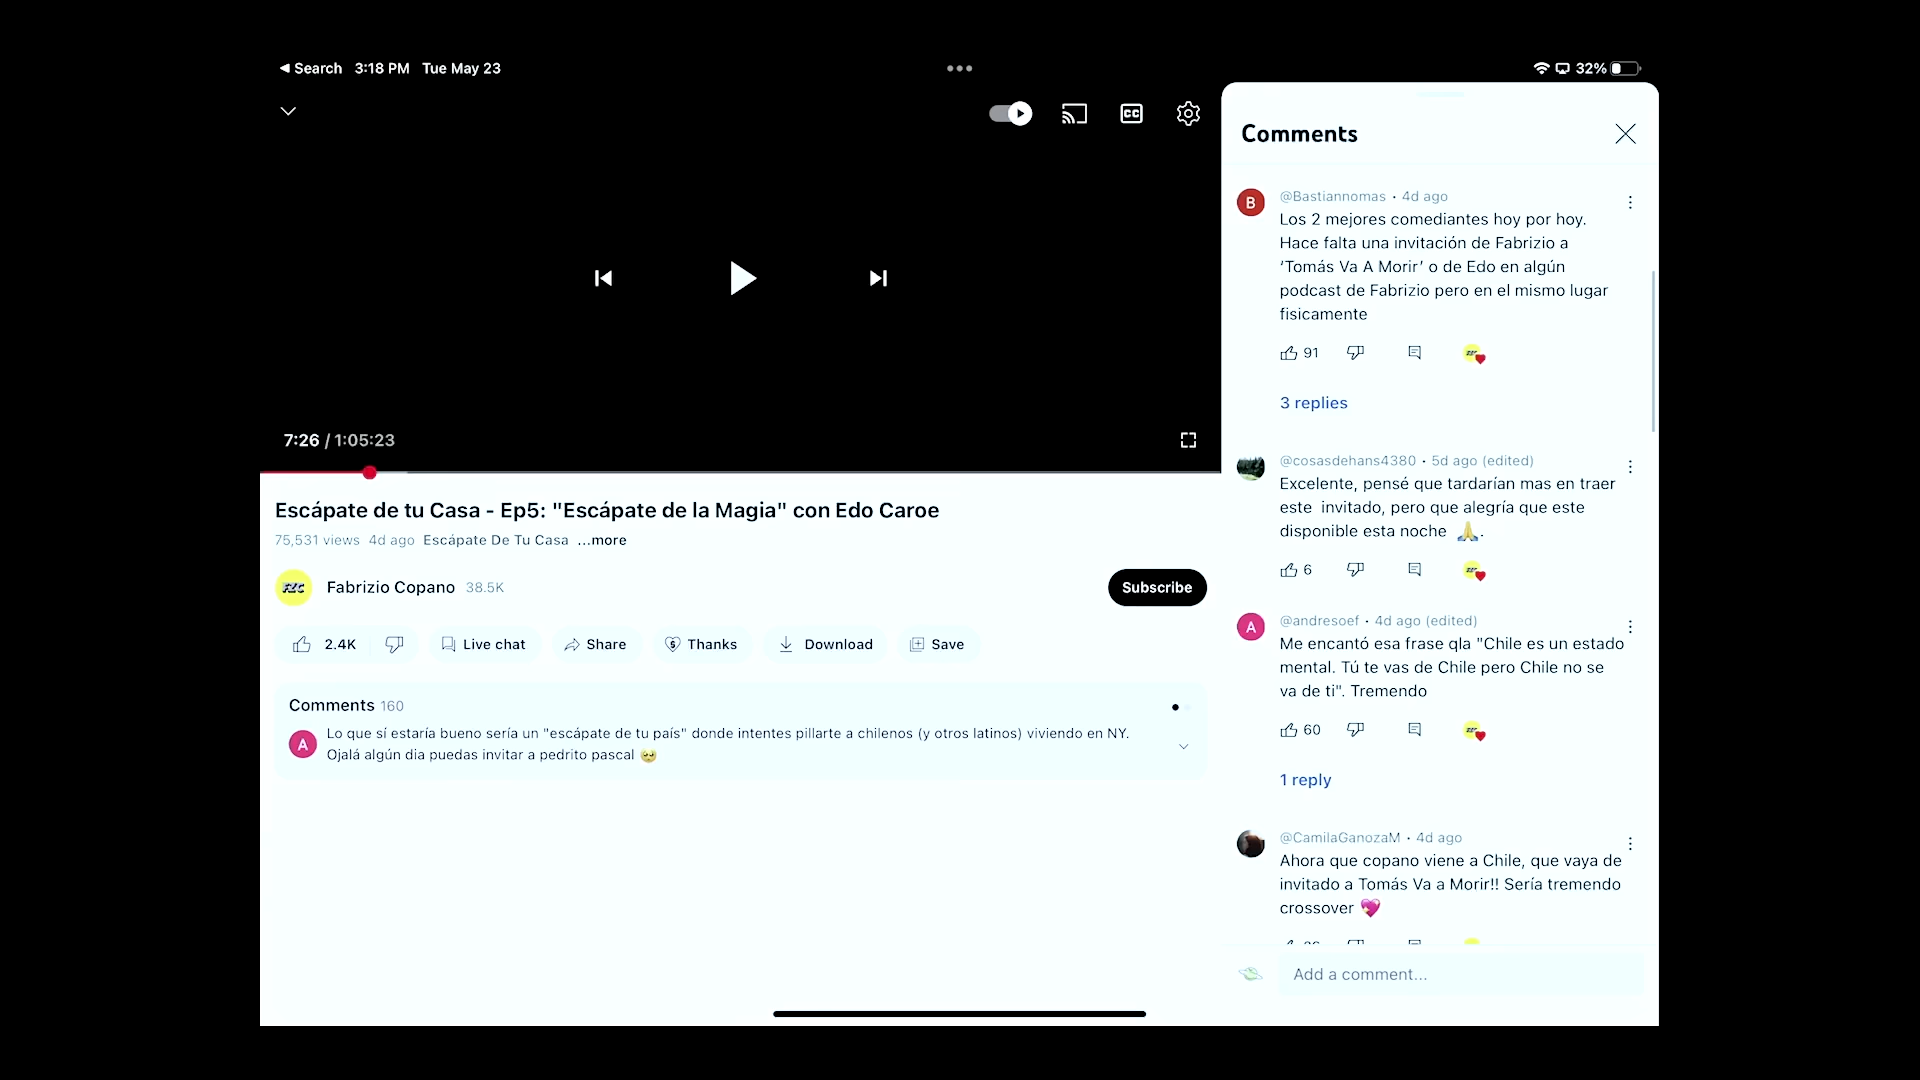 Search 3:18 PM Tue May 23
32%
CC
7:26 / 1:05:23
Escápate de tu Casa - Ep5: "Escápate de la Magia" con Edo Caroe
75,531 views 4d ago Escápate De Tu Casa ...more
FZC
Fabrizio Copano 38.5K
Subscribe
2.4K
Live chat
Share
Thanks
Download
Save
Comments 160
A
Lo que sí estaría bueno sería un "escápate de tu país" donde intentes pillarte a chilenos (y otros latinos) viviendo en NY.
Ojalá algún dia puedas invitar a pedrito pascal 🥺
Comments
B
@Bastiannomas • 4d ago
Los 2 mejores comediantes hoy por hoy.
Hace falta una invitación de Fabrizio a
‘Tomás Va A Morir’ o de Edo en algún
podcast de Fabrizio pero en el mismo lugar
fisicamente
91
3 replies
@cosasdehans4380 • 5d ago (edited)
Excelente, pensé que tardarían mas en traer
este  invitado, pero que alegría que este
disponible esta noche 🙏.
6
A
@andresoef • 4d ago (edited)
Me encantó esa frase qla "Chile es un estado
mental. Tú te vas de Chile pero Chile no se
va de ti". Tremendo
60
1 reply
@CamilaGanozaM • 4d ago
Ahora que copano viene a Chile, que vaya de
invitado a Tomás Va a Morir!! Sería tremendo
crossover 💖
Add a comment...